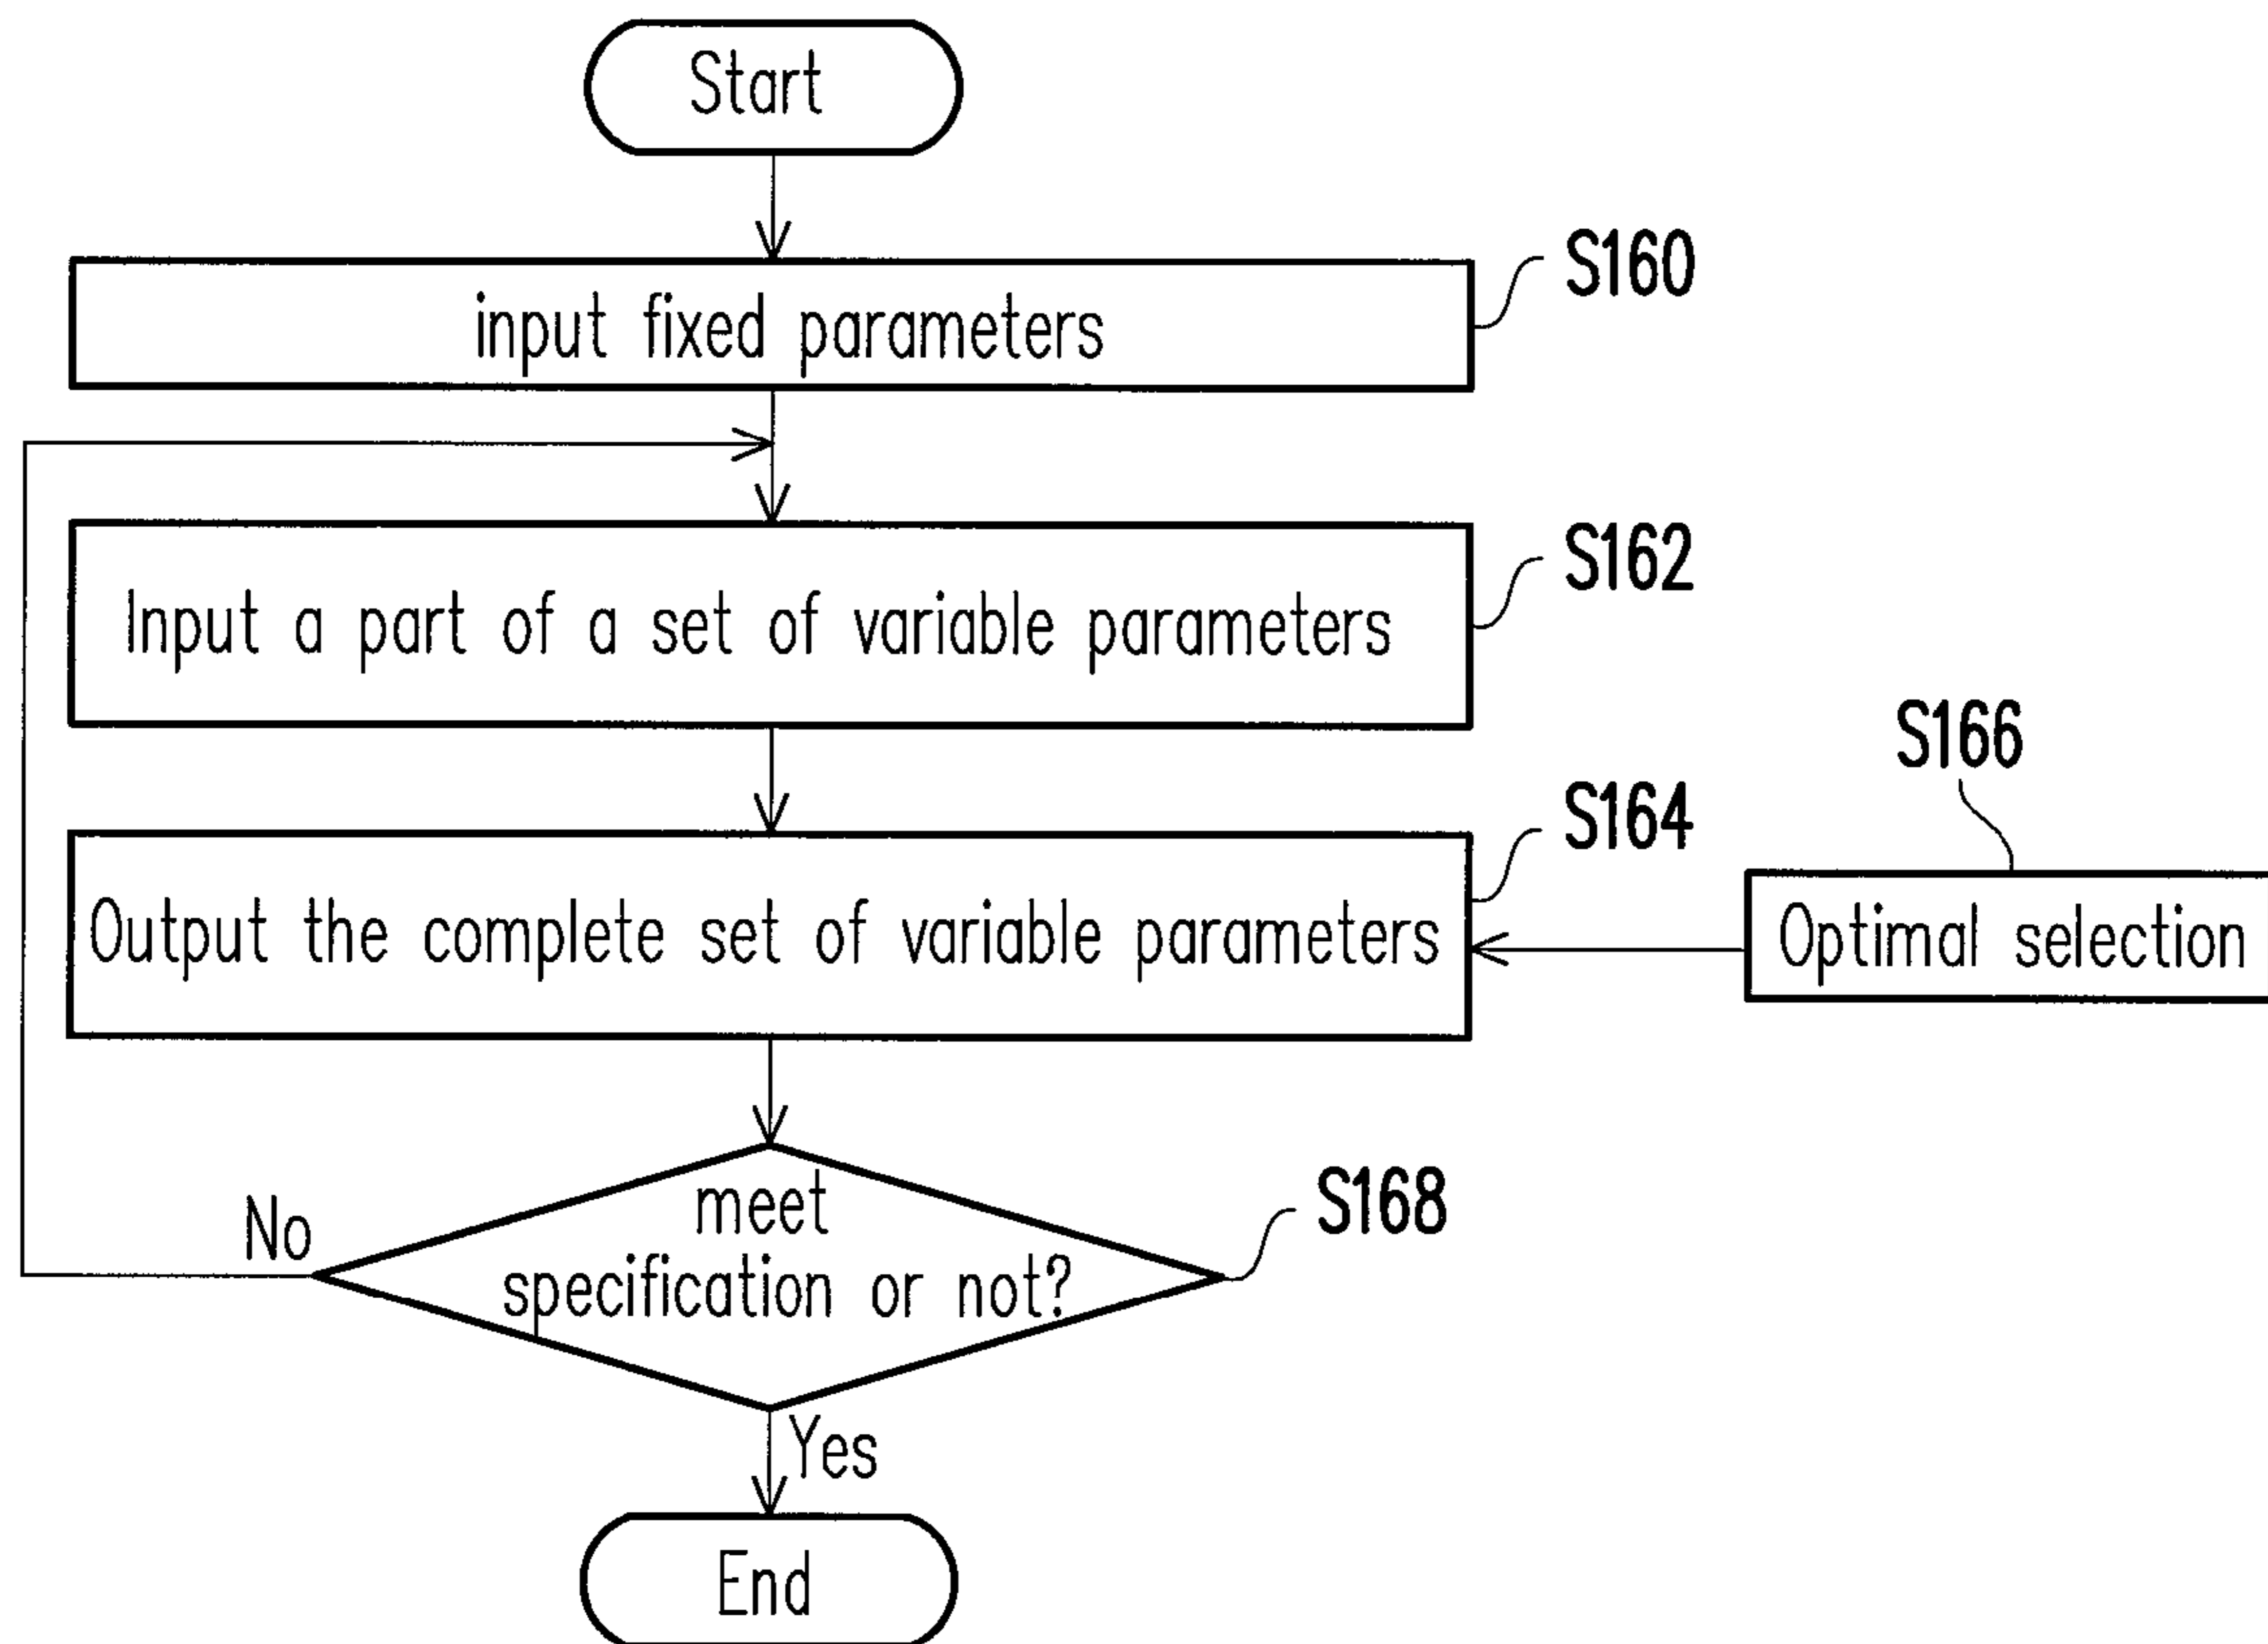 Start
input fixed parameters
S160
Input a part of a set of variable parameters
S162
Output the complete set of variable parameters
S164
S166
Optimal selection
meet
specification or not?
S168
No
Yes
End